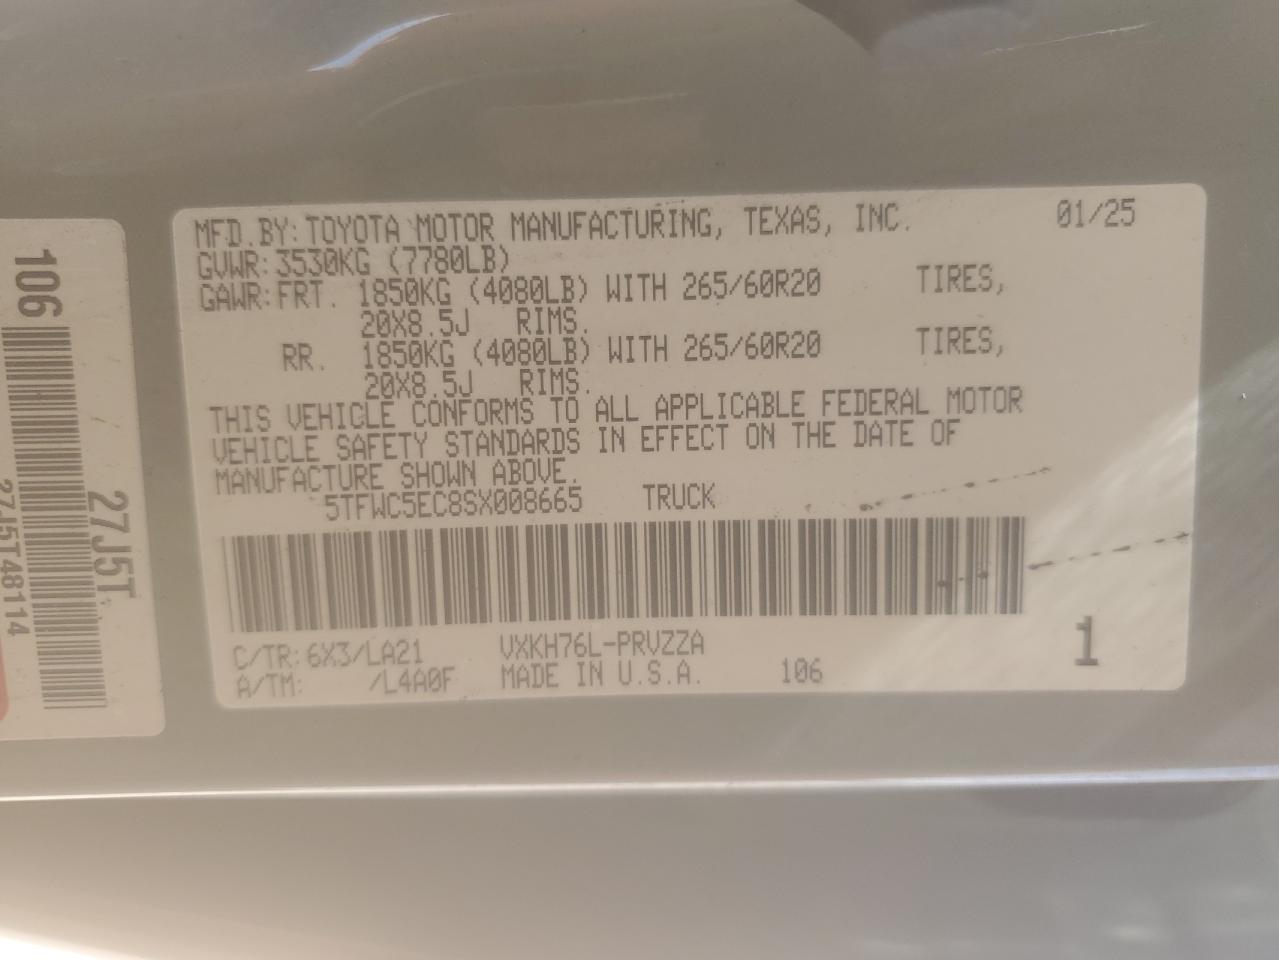 MFD.BY:TOYOTA MOTOR MANUFACTURING, TEXAS, INC. 01/25
GVWR:3530KG (7780LB)
GAWR:FRT. 1850KG (4080LB) WITH 265/60R20 TIRES,
20X8.5J RIMS.
RR. 1850KG (4080LB) WITH 265/60R20 TIRES,
20X8.5J RIMS.
THIS VEHICLE CONFORMS TO ALL APPLICABLE FEDERAL MOTOR
VEHICLE SAFETY STANDARDS IN EFFECT ON THE DATE OF
MANUFACTURE SHOWN ABOVE.
5TFWC5EC8SX008665 TRUCK
C/TR:6X3/LA21 VXKH76L-PRVZZA
A/TM: /L4A0F MADE IN U.S.A. 106
1
106
27J5T
27J5T48114